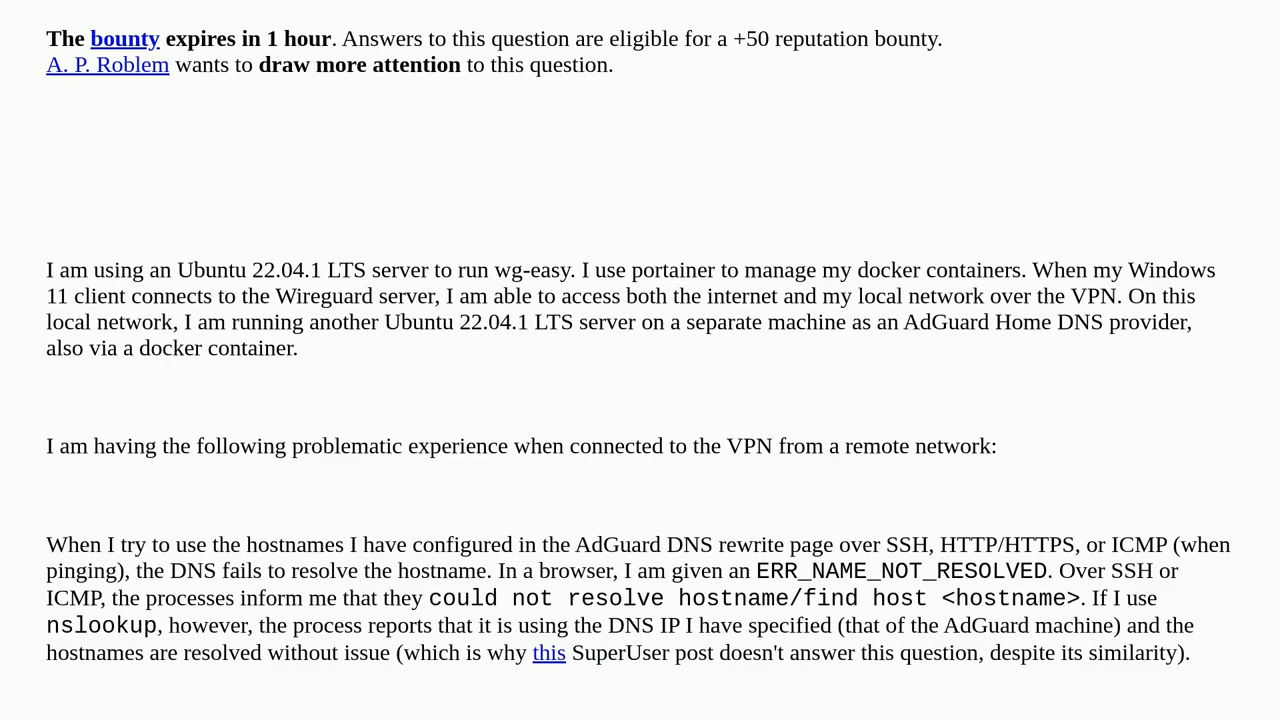 The bounty expires in 1 hour. Answers to this question are eligible for a +50 reputation bounty.
A. P. Roblem wants to draw more attention to this question.
I am using an Ubuntu 22.04.1 LTS server to run wg-easy. I use portainer to manage my docker containers. When my Windows
11 client connects to the Wireguard server, I am able to access both the internet and my local network over the VPN. On this
local network, I am running another Ubuntu 22.04.1 LTS server on a separate machine as an AdGuard Home DNS provider,
also via a docker container.
I am having the following problematic experience when connected to the VPN from a remote network:
When I try to use the hostnames I have configured in the AdGuard DNS rewrite page over SSH, HTTP/HTTPS, or ICMP (when
pinging), the DNS fails to resolve the hostname. In a browser, I am given an ERR_NAME_NOT_RESOLVED. Over SSH or
ICMP, the processes inform me that they could not resolve hostname/find host <hostname>. If I use
nslookup, however, the process reports that it is using the DNS IP I have specified (that of the AdGuard machine) and the
hostnames are resolved without issue (which is why this SuperUser post doesn't answer this question, despite its similarity).